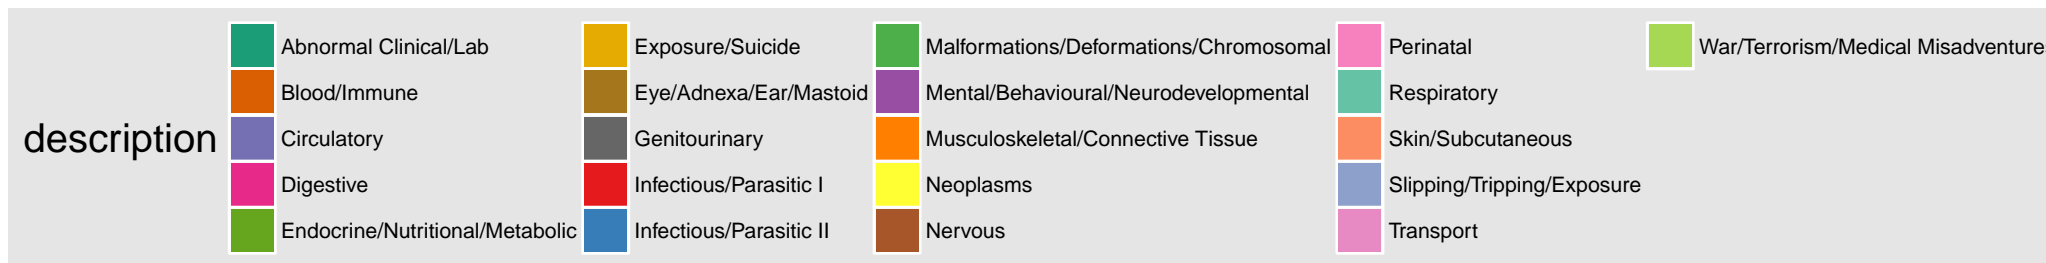 description
Abnormal Clinical/Lab
Blood/Immune
Circulatory
Digestive
Endocrine/Nutritional/Metabolic
Exposure/Suicide
Eye/Adnexa/Ear/Mastoid
Genitourinary
Infectious/Parasitic I
Infectious/Parasitic II
Malformations/Deformations/Chromosomal
Mental/Behavioural/Neurodevelopmental
Musculoskeletal/Connective Tissue
Neoplasms
Nervous
Perinatal
Respiratory
Skin/Subcutaneous
Slipping/Tripping/Exposure
Transport
War/Terrorism/Medical Misadventure